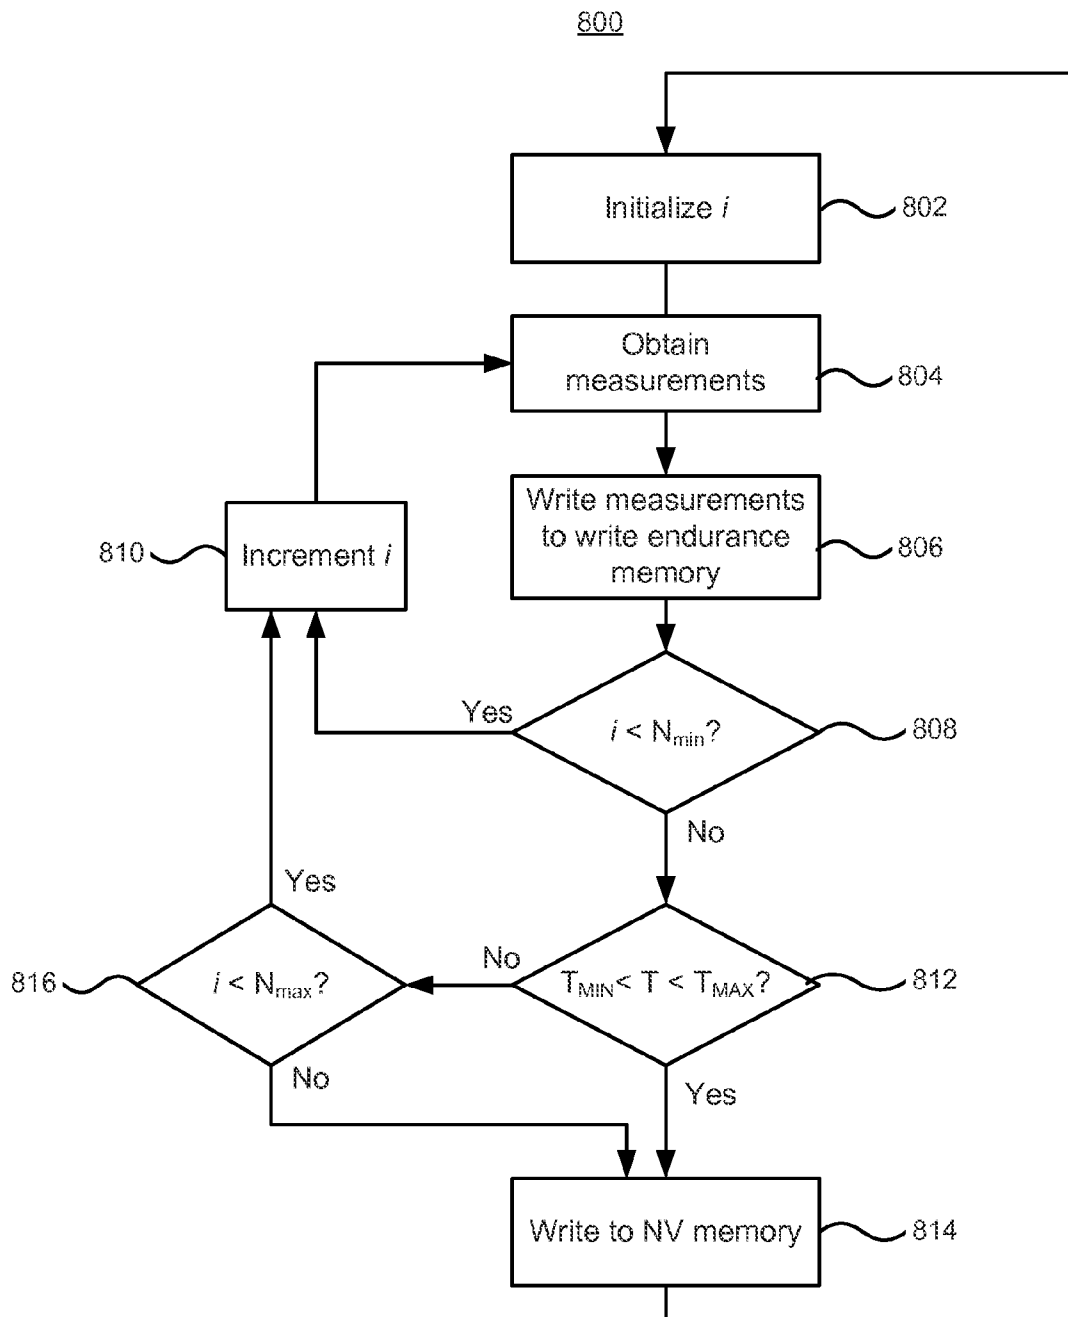 800
Initialize i
802
Obtain
measurements
804
Write measurements
to write endurance
memory
806
810
Increment i
Yes
i < Nmin?
808
No
Yes
816
i < Nmax?
No
TMIN< T < TMAX?
812
No
Yes
Write to NV memory
814